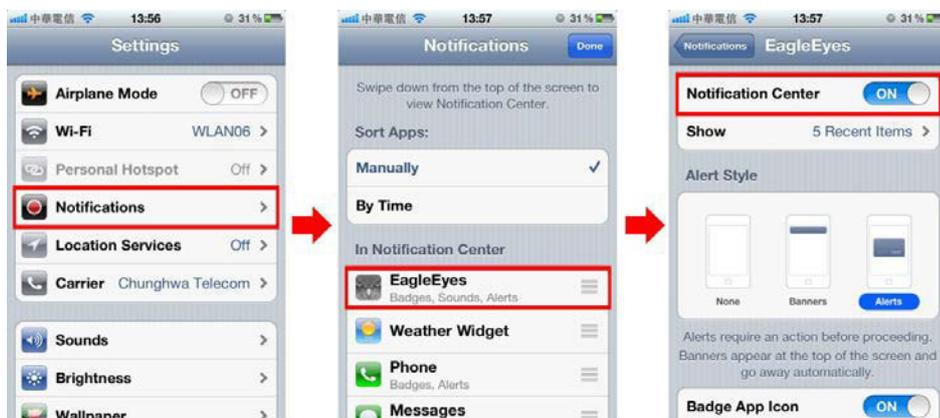 中華電信 13:56 31%
Settings
Airplane Mode OFF
Wi-Fi WLAN06
Personal Hotspot Off
Notifications
Location Services Off
Carrier Chunghwa Telecom
Sounds
Brightness
Wallpaper
中華電信 13:57 31%
Notifications Done
Swipe down from the top of the screen to
view Notification Center.
Sort Apps:
Manually
By Time
In Notification Center
EagleEyes
Badges, Sounds, Alerts
Weather Widget
Phone
Badges, Alerts
Messages
中華電信 13:57 31%
Notifications EagleEyes
Notification Center ON
Show 5 Recent Items
Alert Style
None Banners Alerts
Alerts require an action before proceeding.
Banners appear at the top of the screen and
go away automatically.
Badge App Icon ON